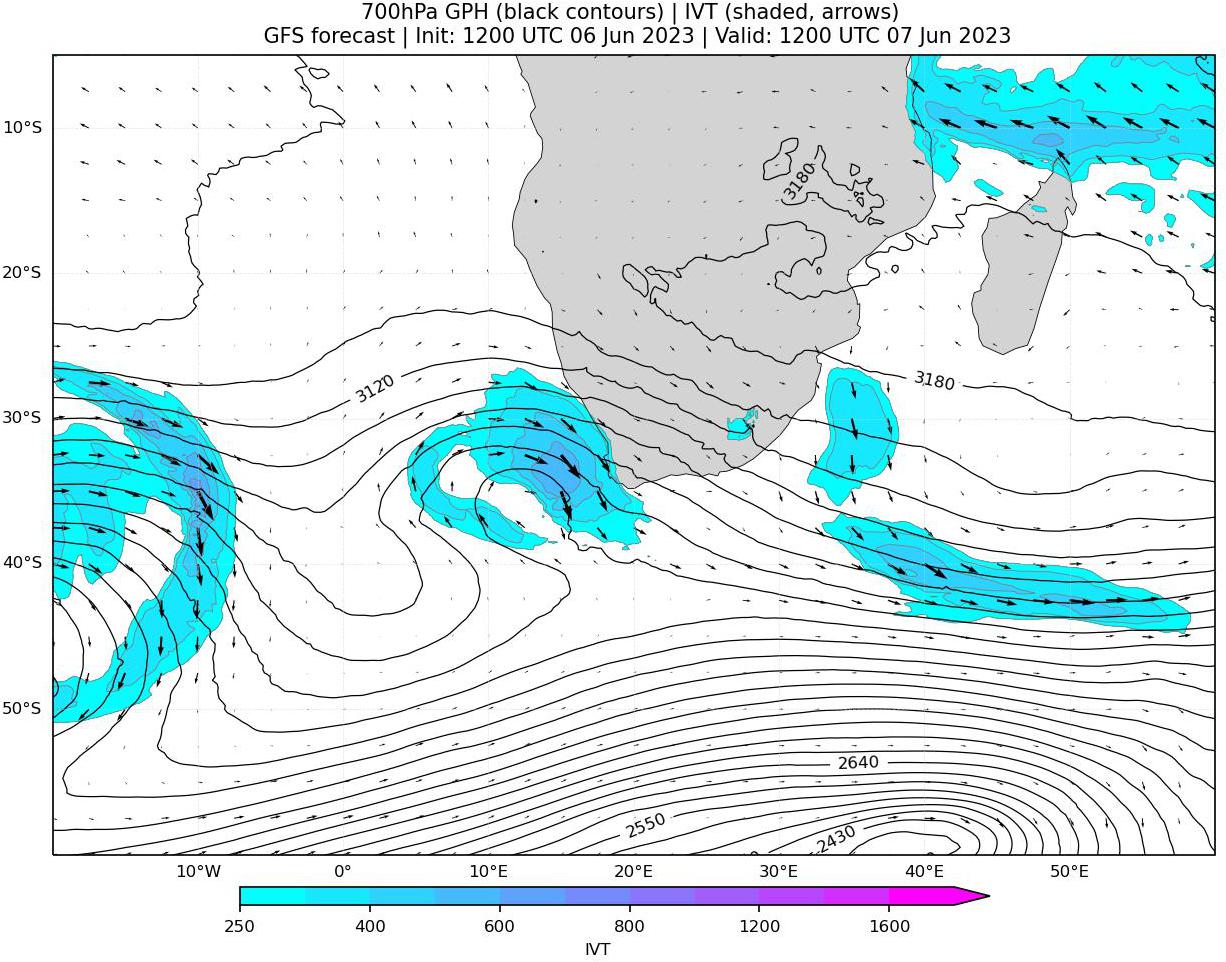 700hPa GPH (black contours) | IVT (shaded, arrows)
GFS forecast | Init: 1200 UTC 06 Jun 2023 | Valid: 1200 UTC 07 Jun 2023
10°S
3180
20°S
3120
3180
30°S
40°S
50°S
2640
2550
2430
10°W 0° 10°E 20°E 30°E 40°E 50°E
250 400 600 800 1200 1600
IVT